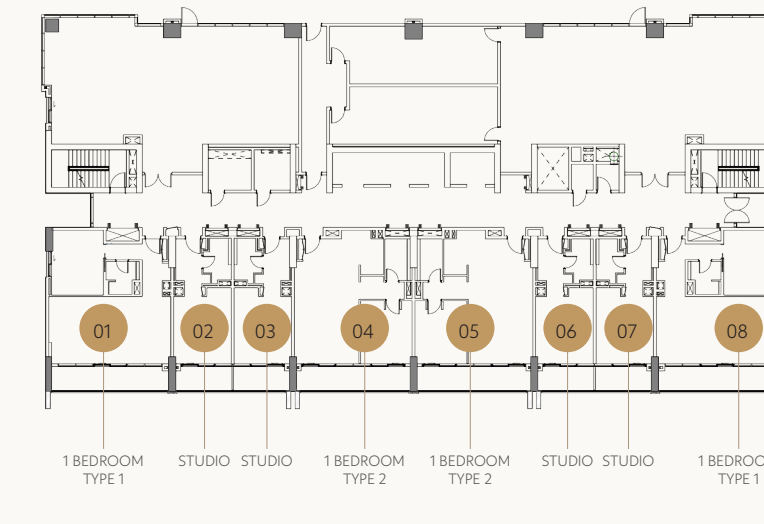 01
02
03
04
05
06
07
08
1 BEDROOM
TYPE 1
STUDIO
STUDIO
1 BEDROOM
TYPE 2
1 BEDROOM
TYPE 2
STUDIO
STUDIO
1 BEDROO
TYPE 1